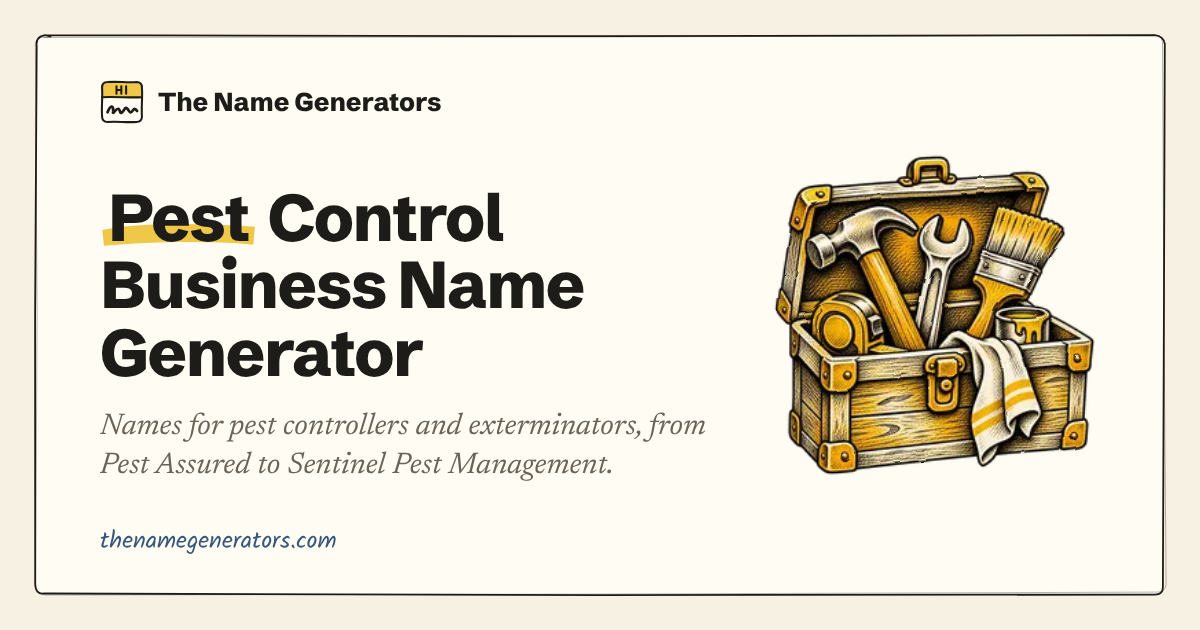 HI
The Name Generators
Pest Control
Business Name
Generator
Names for pest controllers and exterminators, from
Pest Assured to Sentinel Pest Management.
thenamegenerators.com